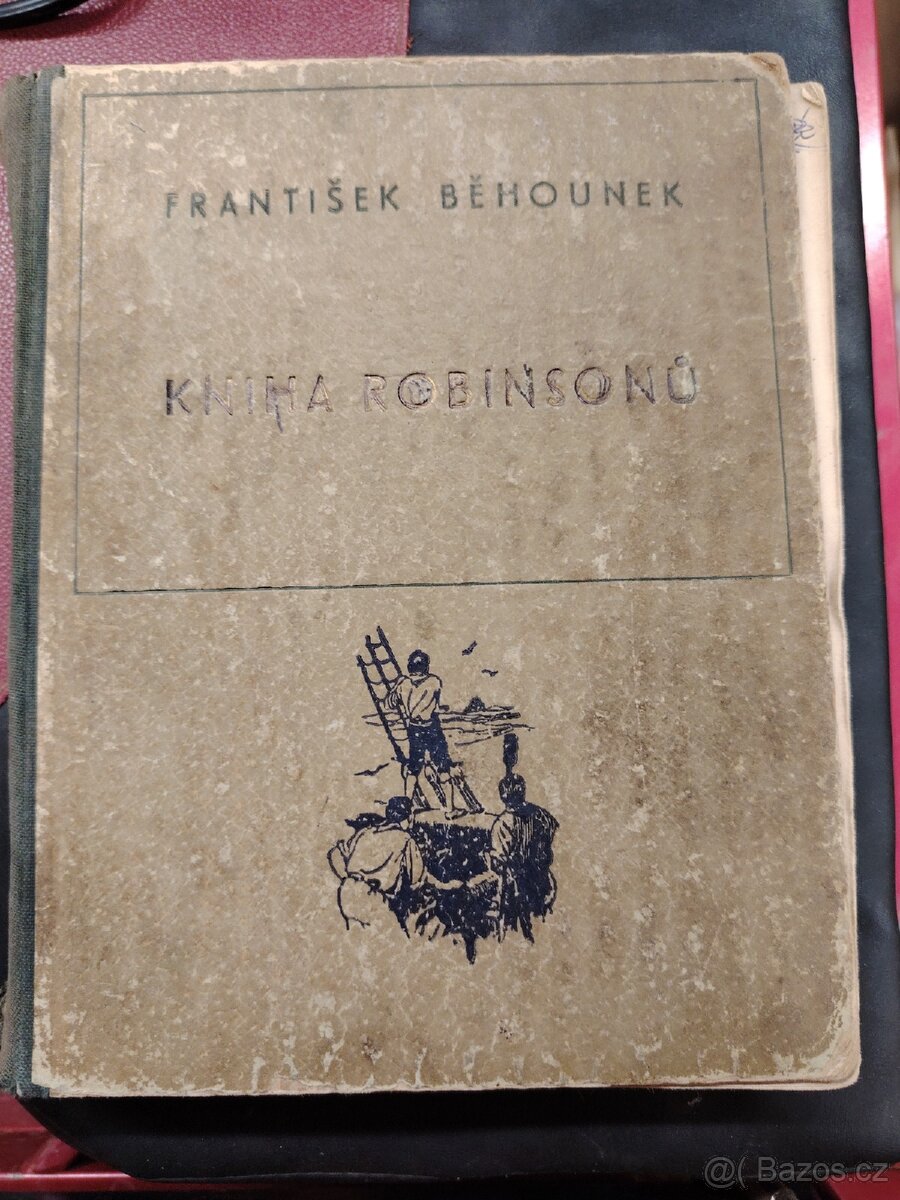 FRANTIŠEK BĚHOUNEK
KNIHA ROBINSONŮ
@( Bazos.cz